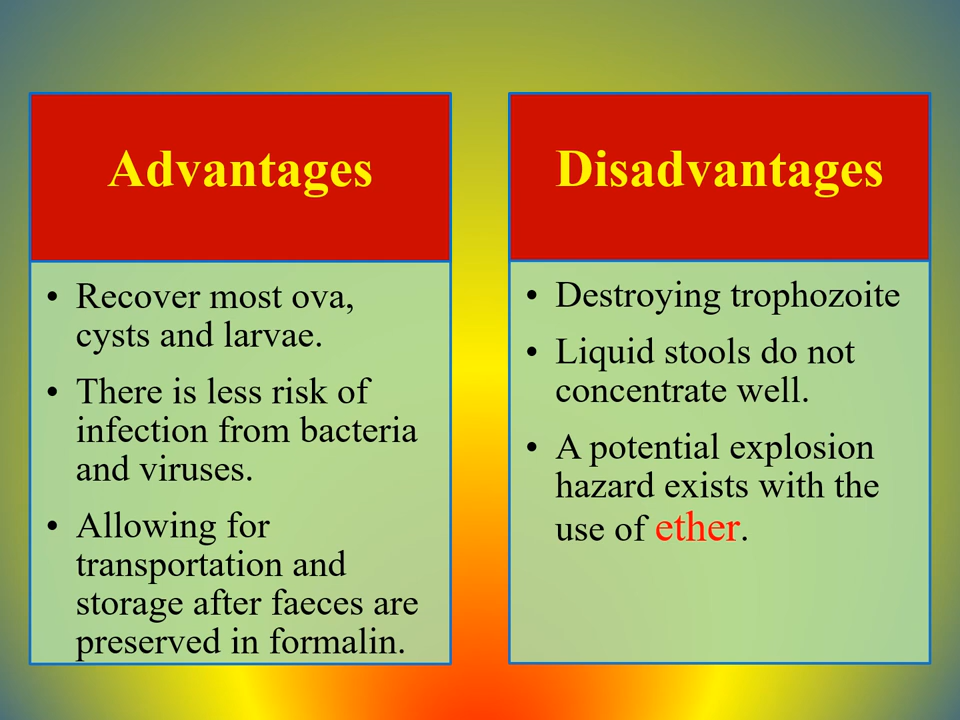 Advantages
• Recover most ova,
cysts and larvae.
• There is less risk of
infection from bacteria
and viruses.
• Allowing for
transportation and
storage after faeces are
preserved in formalin.
Disadvantages
• Destroying trophozoite
• Liquid stools do not
concentrate well.
• A potential explosion
hazard exists with the
use of ether.